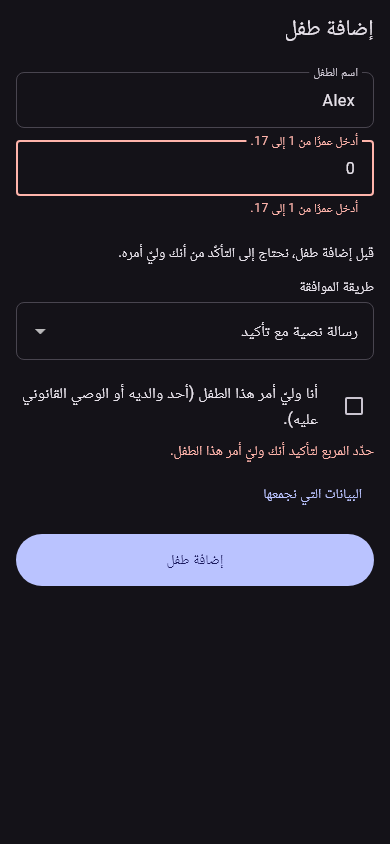 إضافة طفل
اسم الطفل
Alex
أدخل عمرًا من 1 إلى 17.
0
أدخل عمرًا من 1 إلى 17.
قبل إضافة طفل، نحتاج إلى التأكّد من أنك وليّ أمره.
طريقة الموافقة
رسالة نصية مع تأكيد
أنا وليّ أمر هذا الطفل (أحد والديه أو الوصي القانوني
عليه).
حدّد المربع لتأكيد أنك وليّ أمر هذا الطفل.
البيانات التي نجمعها
إضافة طفل